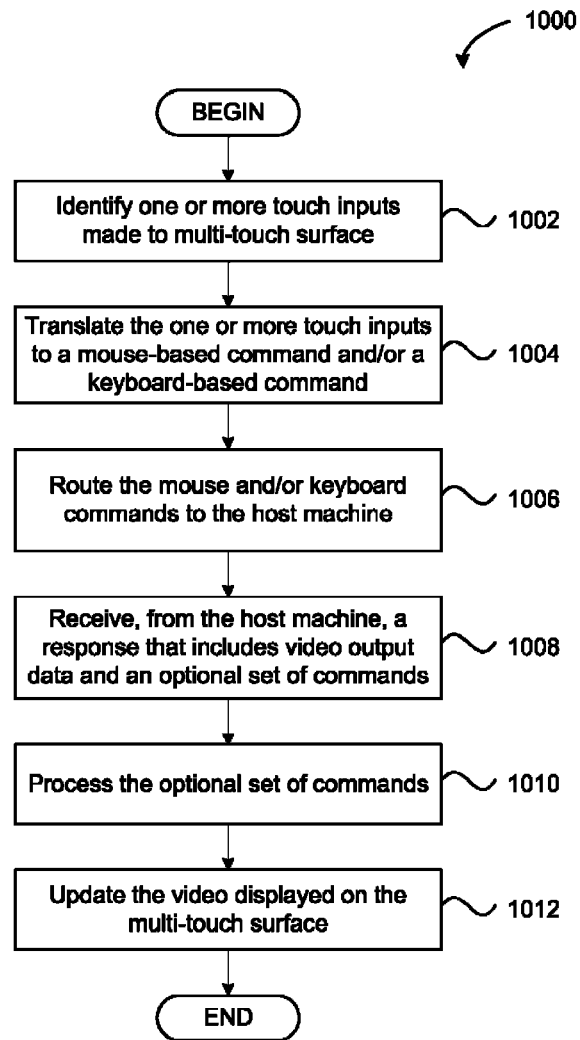 1000
BEGIN
Identify one or more touch inputs
made to multi-touch surface
1002
Translate the one or more touch inputs
to a mouse-based command and/or a
keyboard-based command
1004
Route the mouse and/or keyboard
commands to the host machine
1006
Receive, from the host machine, a
response that includes video output
data and an optional set of commands
1008
Process the optional set of commands
1010
Update the video displayed on the
multi-touch surface
1012
END